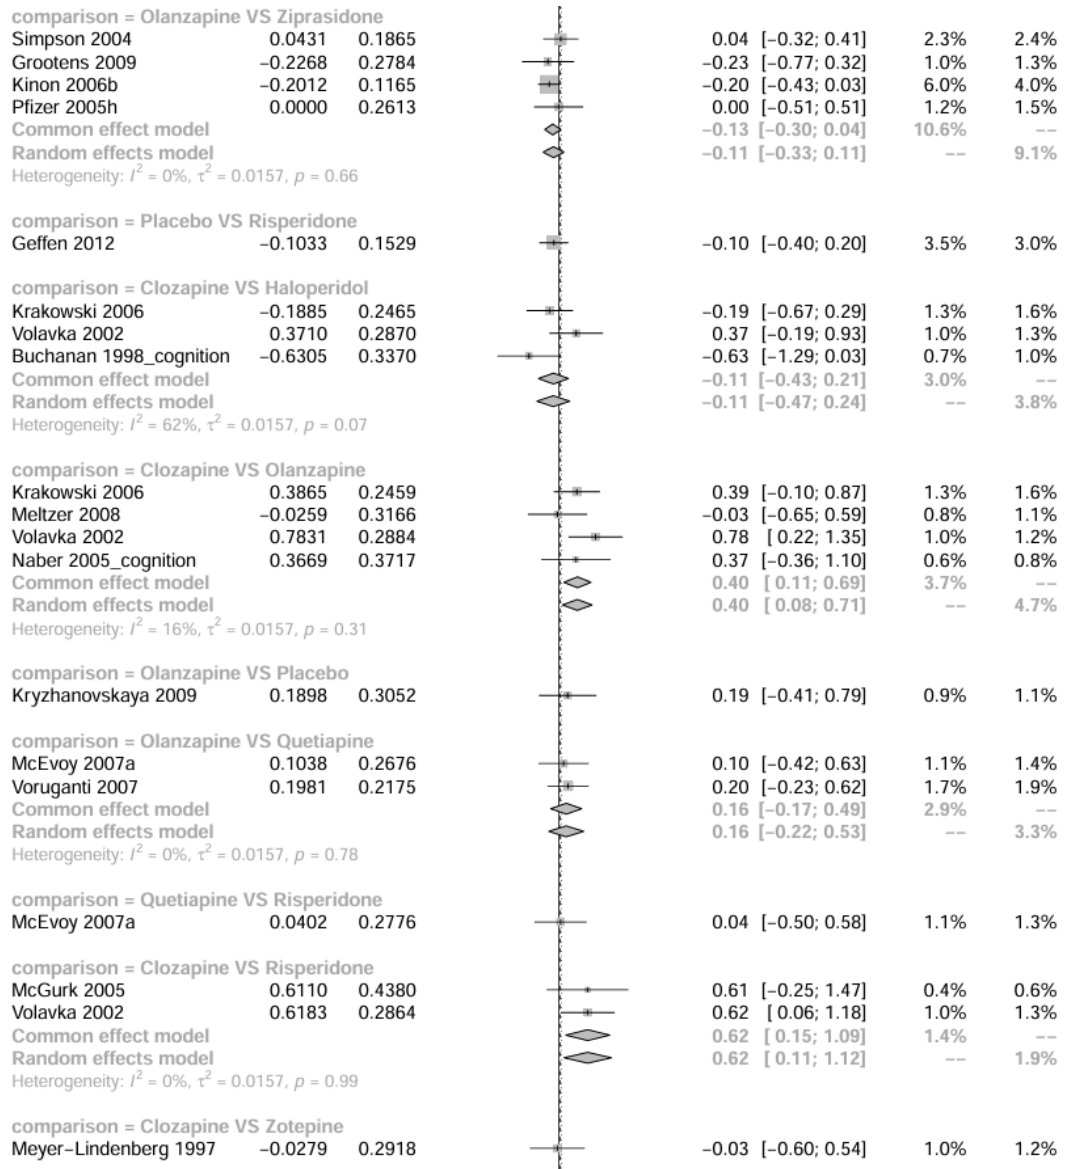 comparison = Olanzapine VS Ziprasidone
Simpson 2004 0.0431 0.1865 0.04 [−0.32; 0.41] 2.3% 2.4%
Grootens 2009 −0.2268 0.2784 −0.23 [−0.77; 0.32] 1.0% 1.3%
Kinon 2006b −0.2012 0.1165 −0.20 [−0.43; 0.03] 6.0% 4.0%
Pfizer 2005h 0.0000 0.2613 0.00 [−0.51; 0.51] 1.2% 1.5%
Common effect model −0.13 [−0.30; 0.04] 10.6% −−
Random effects model −0.11 [−0.33; 0.11] −− 9.1%
Heterogeneity: I² = 0%, τ² = 0.0157, p = 0.66
comparison = Placebo VS Risperidone
Geffen 2012 −0.1033 0.1529 −0.10 [−0.40; 0.20] 3.5% 3.0%
comparison = Clozapine VS Haloperidol
Krakowski 2006 −0.1885 0.2465 −0.19 [−0.67; 0.29] 1.3% 1.6%
Volavka 2002 0.3710 0.2870 0.37 [−0.19; 0.93] 1.0% 1.3%
Buchanan 1998_cognition −0.6305 0.3370 −0.63 [−1.29; 0.03] 0.7% 1.0%
Common effect model −0.11 [−0.43; 0.21] 3.0% −−
Random effects model −0.11 [−0.47; 0.24] −− 3.8%
Heterogeneity: I² = 62%, τ² = 0.0157, p = 0.07
comparison = Clozapine VS Olanzapine
Krakowski 2006 0.3865 0.2459 0.39 [−0.10; 0.87] 1.3% 1.6%
Meltzer 2008 −0.0259 0.3166 −0.03 [−0.65; 0.59] 0.8% 1.1%
Volavka 2002 0.7831 0.2884 0.78 [ 0.22; 1.35] 1.0% 1.2%
Naber 2005_cognition 0.3669 0.3717 0.37 [−0.36; 1.10] 0.6% 0.8%
Common effect model 0.40 [ 0.11; 0.69] 3.7% −−
Random effects model 0.40 [ 0.08; 0.71] −− 4.7%
Heterogeneity: I² = 16%, τ² = 0.0157, p = 0.31
comparison = Olanzapine VS Placebo
Kryzhanovskaya 2009 0.1898 0.3052 0.19 [−0.41; 0.79] 0.9% 1.1%
comparison = Olanzapine VS Quetiapine
McEvoy 2007a 0.1038 0.2676 0.10 [−0.42; 0.63] 1.1% 1.4%
Voruganti 2007 0.1981 0.2175 0.20 [−0.23; 0.62] 1.7% 1.9%
Common effect model 0.16 [−0.17; 0.49] 2.9% −−
Random effects model 0.16 [−0.22; 0.53] −− 3.3%
Heterogeneity: I² = 0%, τ² = 0.0157, p = 0.78
comparison = Quetiapine VS Risperidone
McEvoy 2007a 0.0402 0.2776 0.04 [−0.50; 0.58] 1.1% 1.3%
comparison = Clozapine VS Risperidone
McGurk 2005 0.6110 0.4380 0.61 [−0.25; 1.47] 0.4% 0.6%
Volavka 2002 0.6183 0.2864 0.62 [ 0.06; 1.18] 1.0% 1.3%
Common effect model 0.62 [ 0.15; 1.09] 1.4% −−
Random effects model 0.62 [ 0.11; 1.12] −− 1.9%
Heterogeneity: I² = 0%, τ² = 0.0157, p = 0.99
comparison = Clozapine VS Zotepine
Meyer−Lindenberg 1997 −0.0279 0.2918 −0.03 [−0.60; 0.54] 1.0% 1.2%